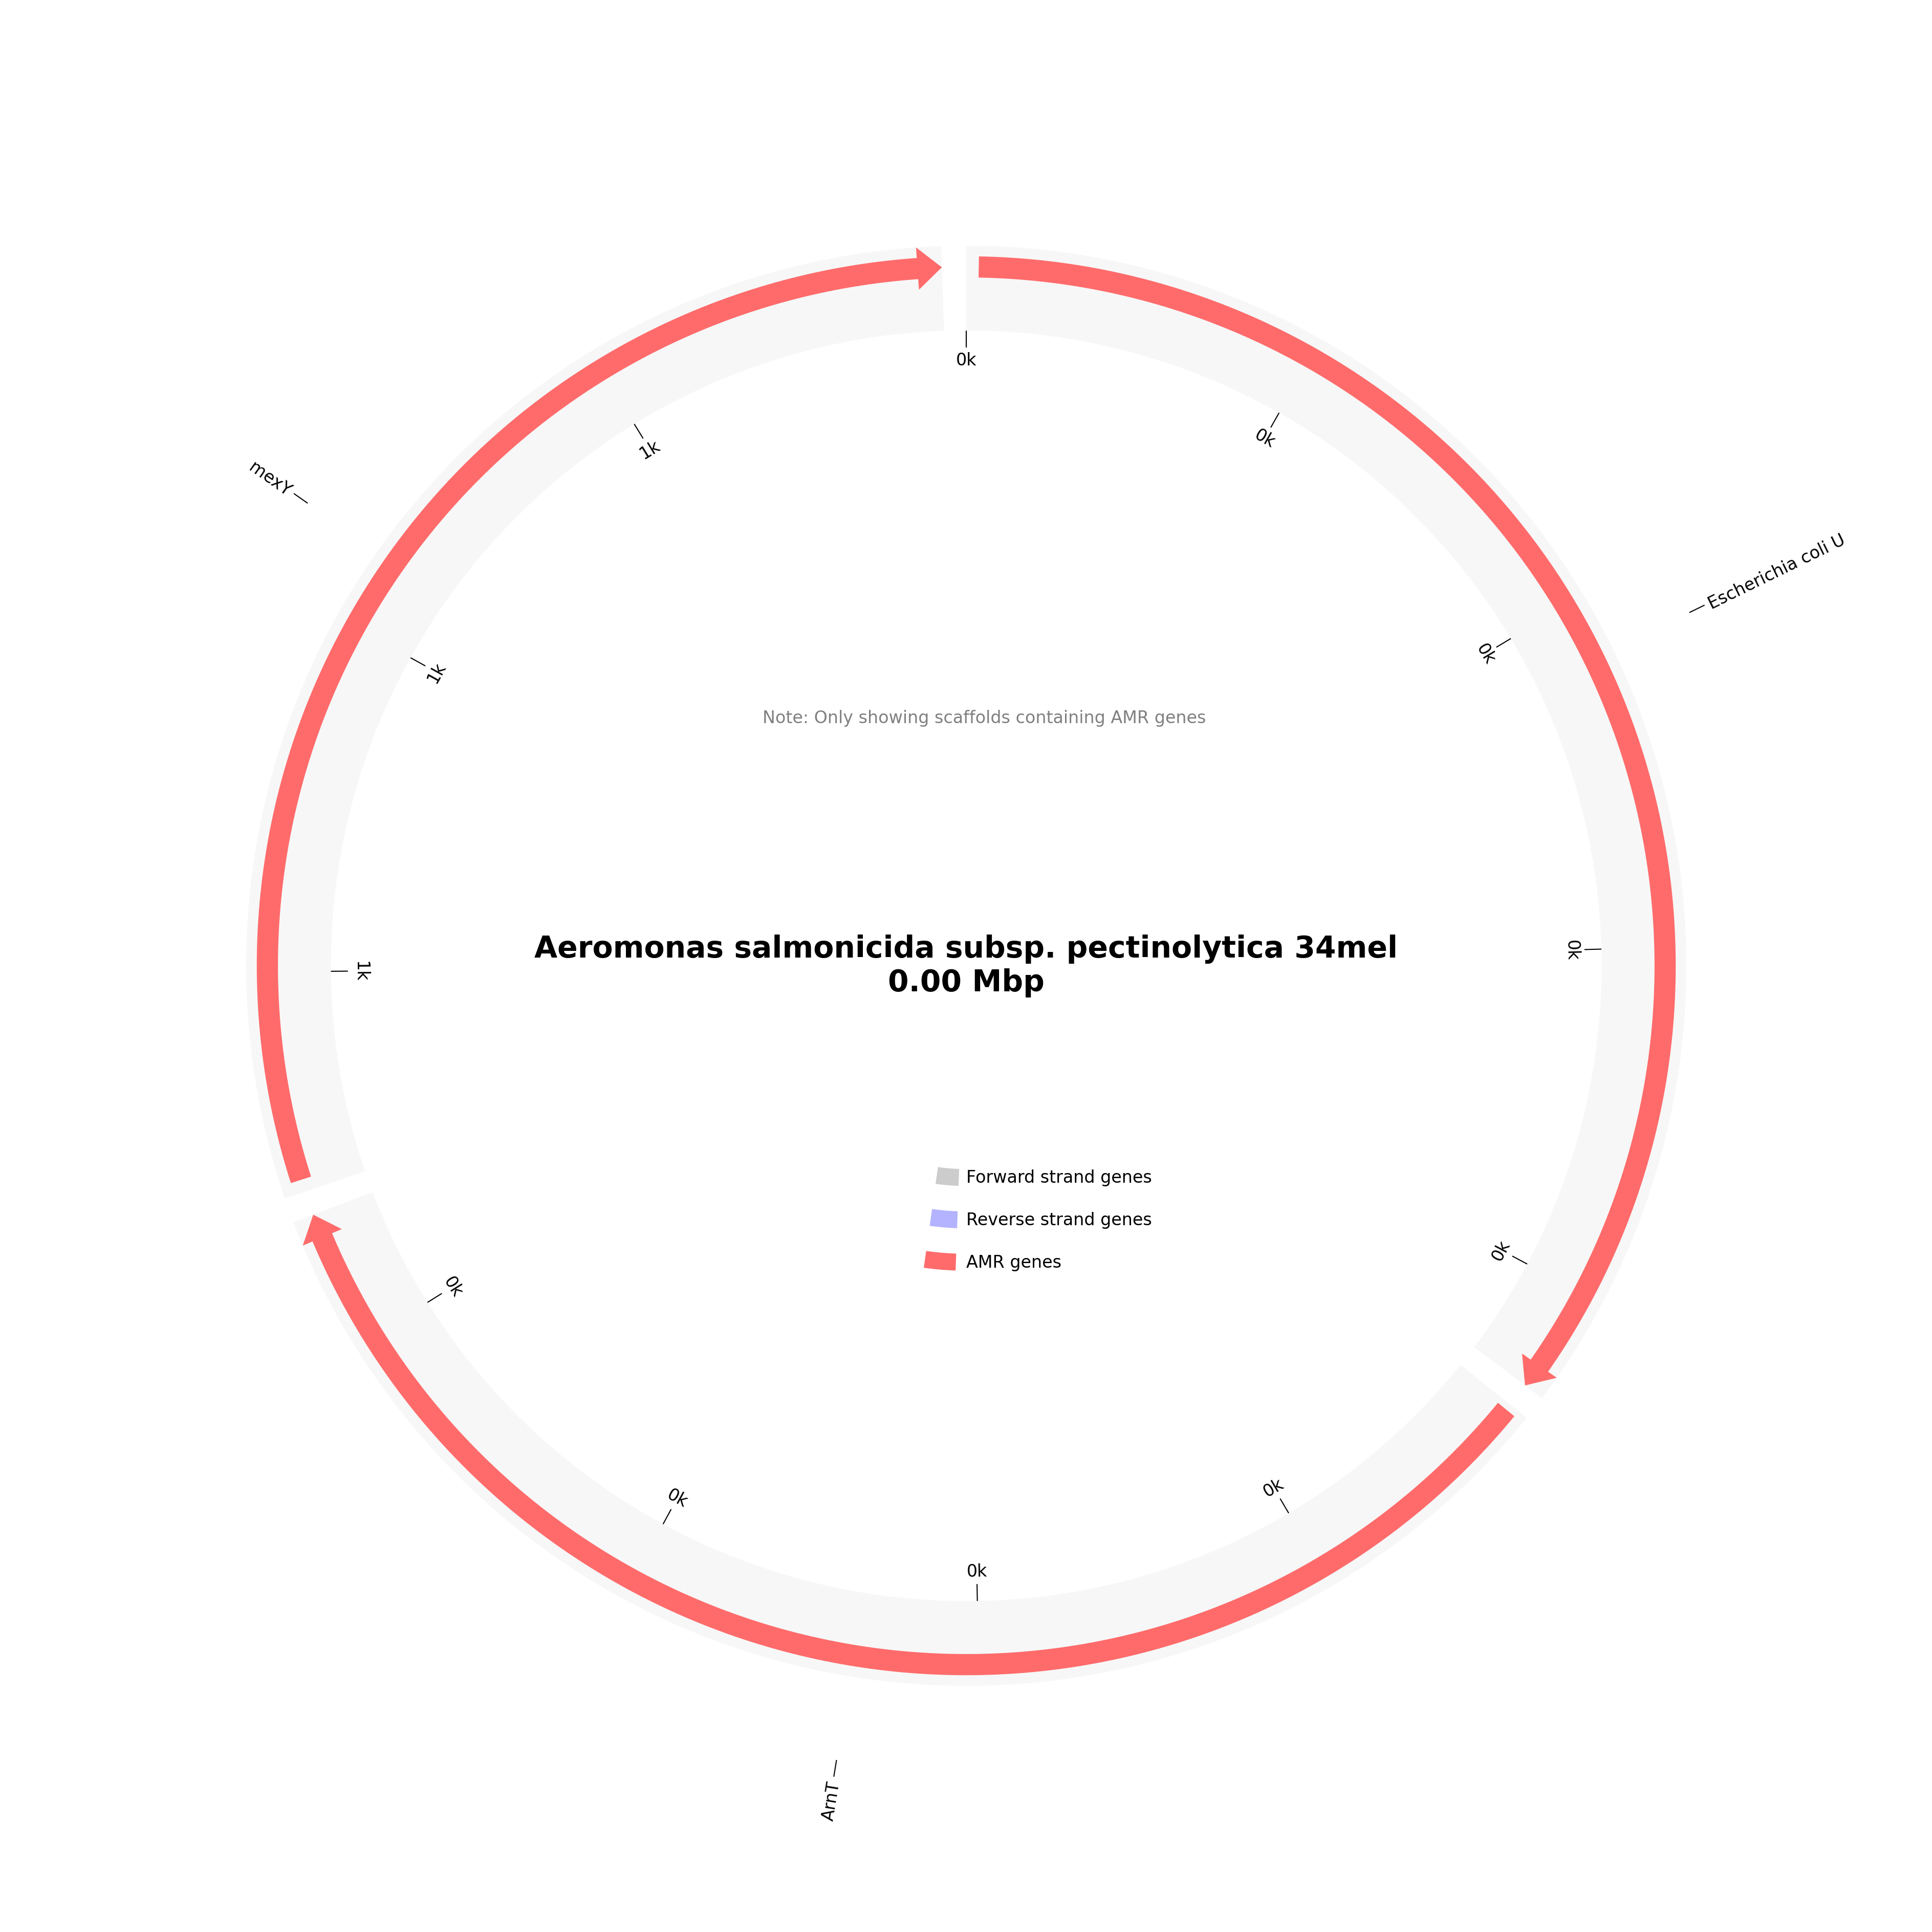 0k
0k
1k
mexY
Escherichia coli U
0k
1k
Note: Only showing scaffolds containing AMR genes
Aeromonas salmonicida subsp. pectinolytica 34mel
0.00 Mbp
0k
1k
Forward strand genes
Reverse strand genes
AMR genes
0k
0k
0k
0k
0k
ArnT